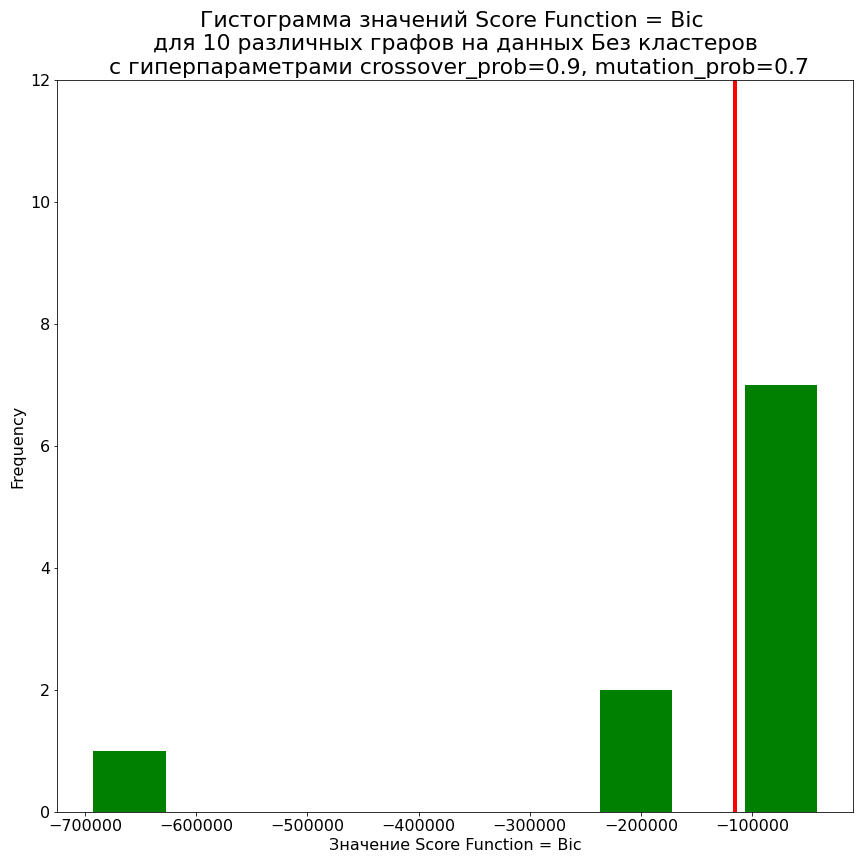 Гистограмма значений Score Function = Bic
для 10 различных графов на данных Без кластеров
с гиперпараметрами crossover_prob=0.9, mutation_prob=0.7
12
10
8
6
4
2
0
Frequency
−700000 −600000 −500000 −400000 −300000 −200000 −100000
Значение Score Function = Bic